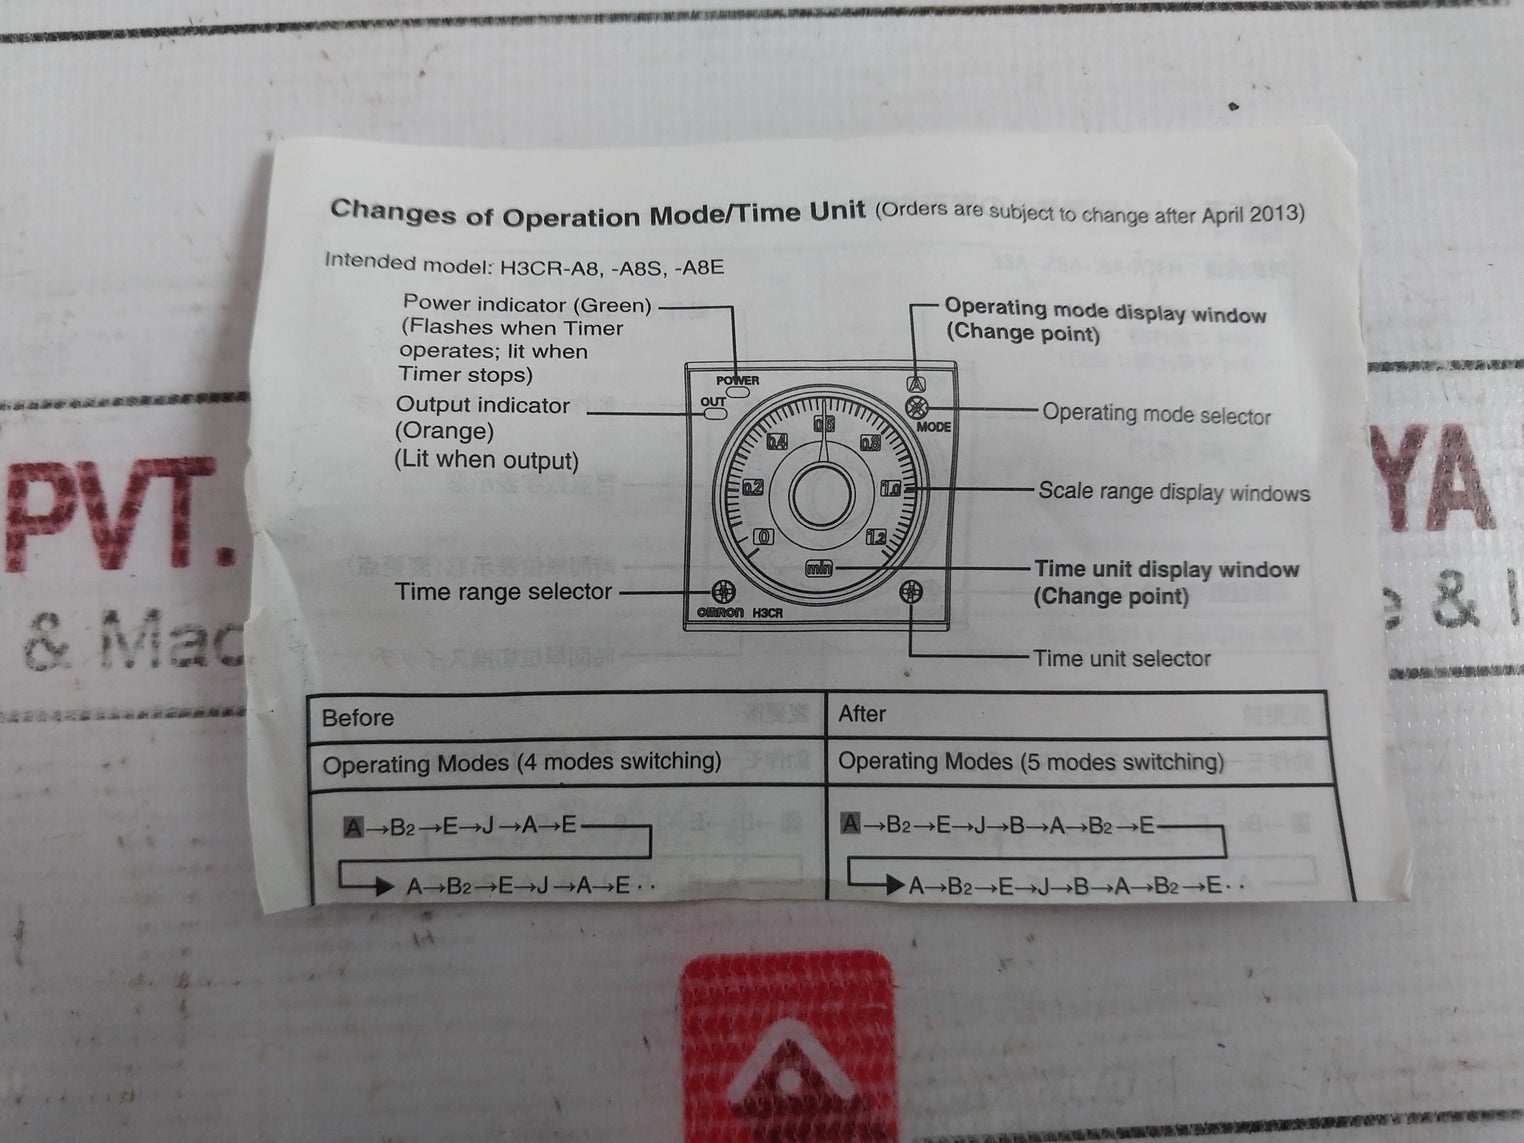 Changes of Operation Mode/Time Unit (Orders are subject to change after April 2013)
Intended model: H3CR-A8, -A8S, -A8E
Power indicator (Green)
(Flashes when Timer
operates; lit when
Timer stops)
Output indicator
(Orange)
(Lit when output)
Time range selector
POWER
OUT
A
MODE
0
0.2
0.4
0.6
0.8
1.0
1.2
min
OMRON H3CR
Operating mode display window
(Change point)
Operating mode selector
Scale range display windows
Time unit display window
(Change point)
Time unit selector
Before
After
Operating Modes (4 modes switching)
Operating Modes (5 modes switching)
A→B2→E→J→A→E
A→B2→E→J→A→E··
A→B2→E→J→B→A→B2→E
A→B2→E→J→B→A→B2→E··
PVT.
YA
& Mac
e &